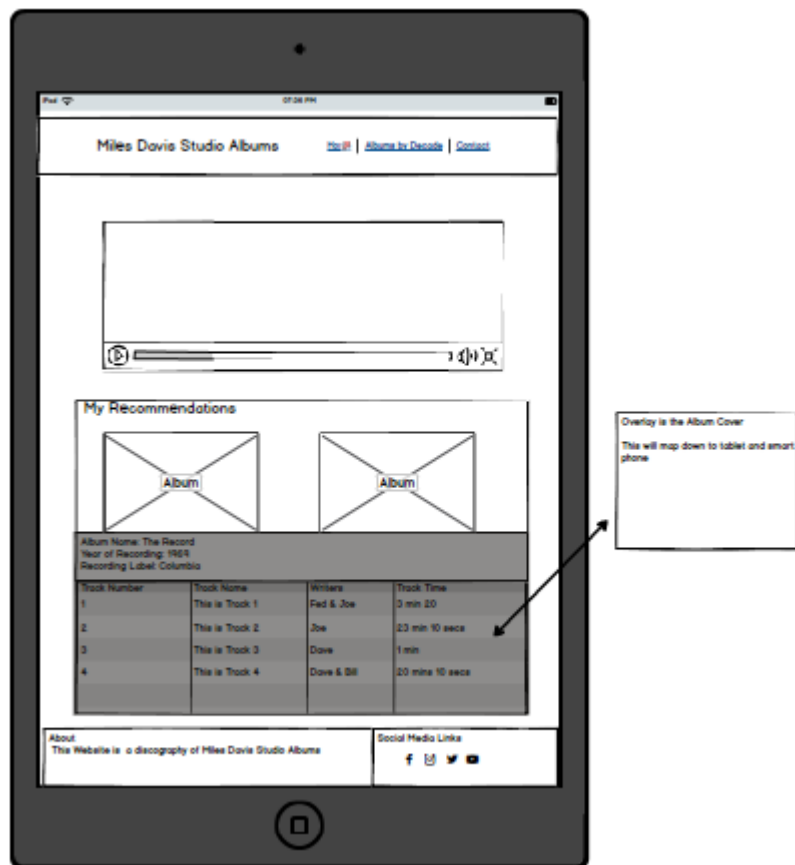 iPad
07:06 PM
Miles Davis Studio Albums
Albums by Decade
Contact
My Recommendations
Album
Album
Overlay is the Album Cover
This will map down to tablet and smart
phone
Album Name: The Record
Year of Recording: 1969
Recording Label: Columbia
Track Number Track Name Writers Track Time
1 This is Track 1 Fed & Joe 3 min 20
2 This is Track 2 Joe 23 min 10 secs
3 This is Track 3 Dave 1 min
4 This is Track 4 Dave & Bill 20 mins 10 secs
About
This Website is a discography of Miles Davis Studio Albums
Social Media Links